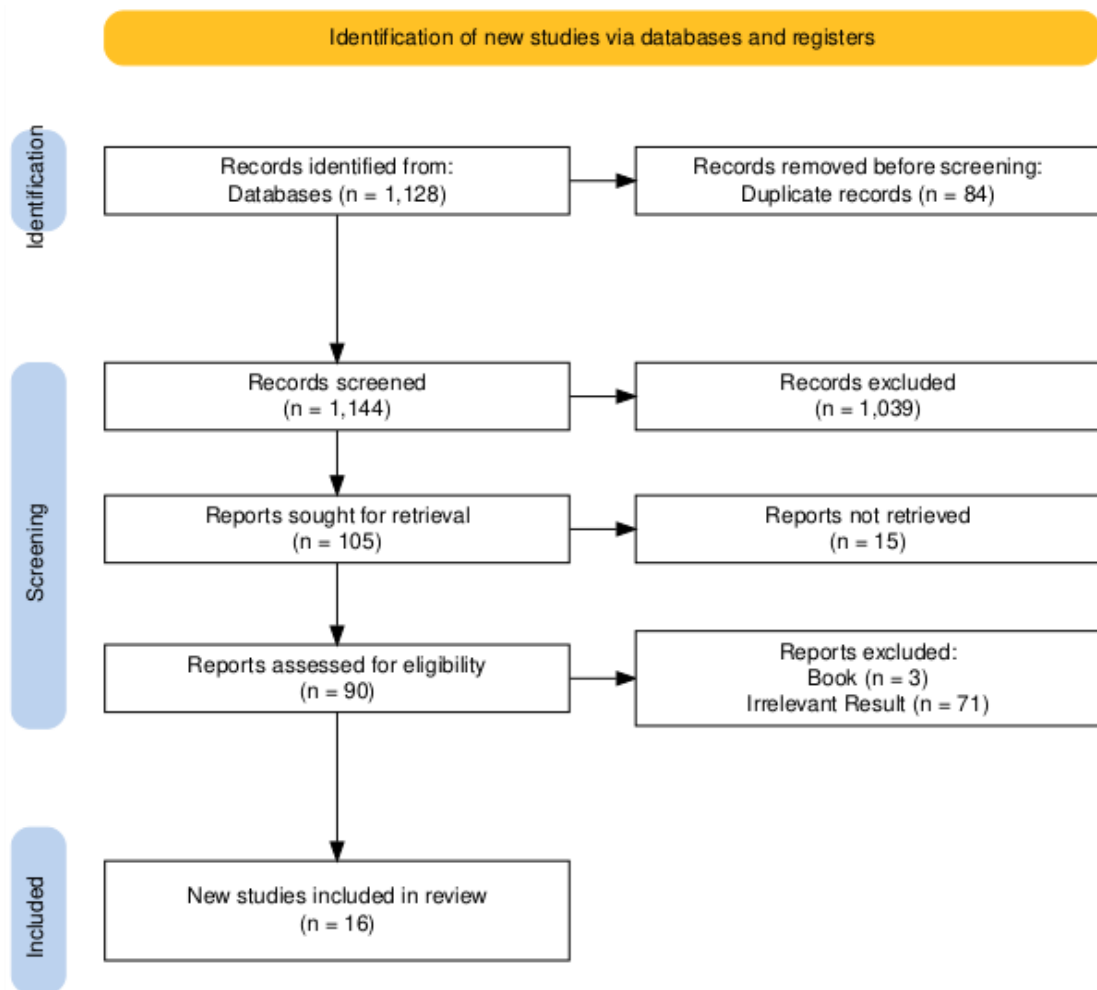 Identification of new studies via databases and registers
Identification
Records identified from:
Databases (n = 1,128)
Records removed before screening:
Duplicate records (n = 84)
Screening
Records screened
(n = 1,144)
Records excluded
(n = 1,039)
Reports sought for retrieval
(n = 105)
Reports not retrieved
(n = 15)
Reports assessed for eligibility
(n = 90)
Reports excluded:
Book (n = 3)
Irrelevant Result (n = 71)
Included
New studies included in review
(n = 16)